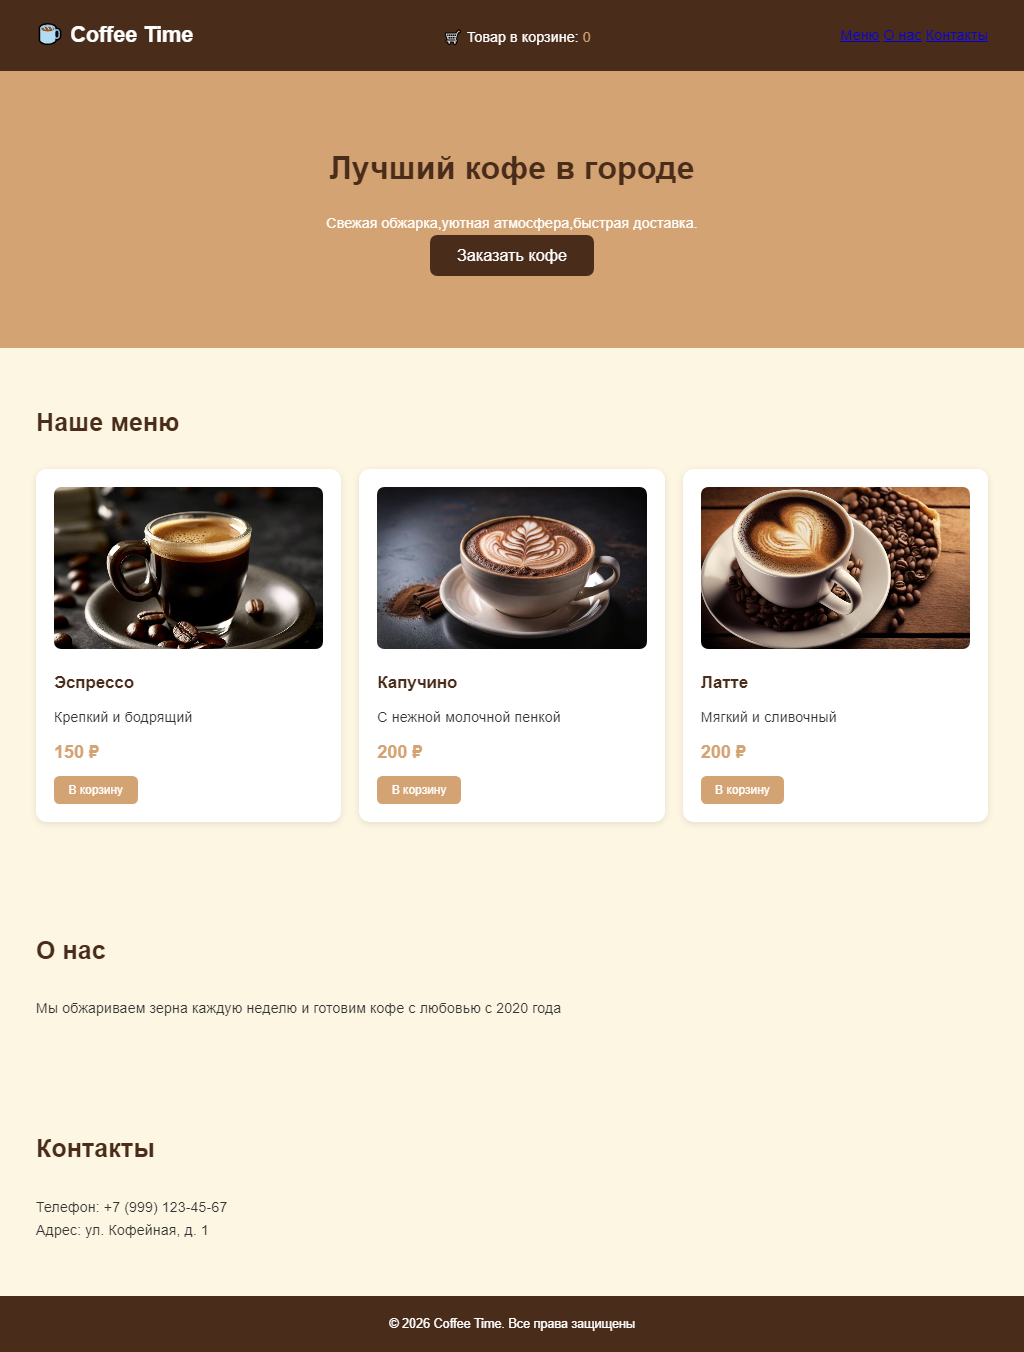 Coffee Time
Товар в корзине: 0
Меню О нас Контакты
Лучший кофе в городе
Свежая обжарка,уютная атмосфера,быстрая доставка.
Заказать кофе
Наше меню
Эспрессо
Крепкий и бодрящий
150 ₽
В корзину
Капучино
С нежной молочной пенкой
200 ₽
В корзину
Латте
Мягкий и сливочный
200 ₽
В корзину
О нас
Мы обжариваем зерна каждую неделю и готовим кофе с любовью с 2020 года
Контакты
Телефон: +7 (999) 123-45-67
Адрес: ул. Кофейная, д. 1
© 2026 Coffee Time. Все права защищены